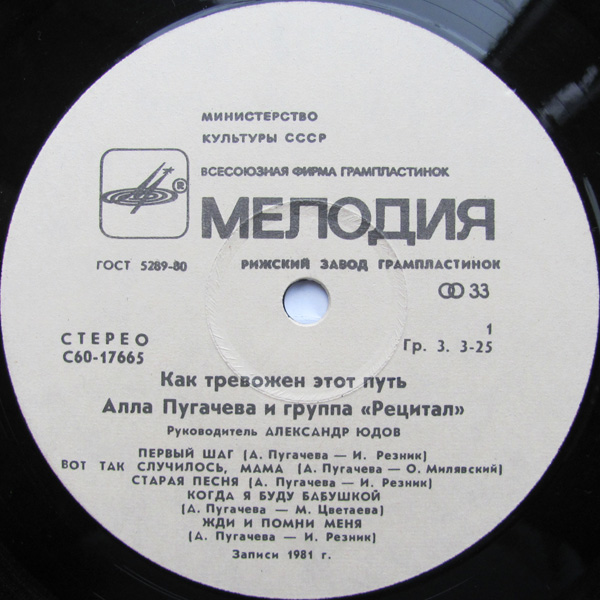 МИНИСТЕРСТВО
КУЛЬТУРЫ СССР
ВСЕСОЮЗНАЯ ФИРМА ГРАМПЛАСТИНОК
®
МЕЛОДИЯ
ГОСТ 5289-80
РИЖСКИЙ ЗАВОД ГРАМПЛАСТИНОК
33
СТЕРЕО
С60-17665
1
Гр. 3. 3-25
Как тревожен этот путь
Алла Пугачева и группа «Рецитал»
Руководитель АЛЕКСАНДР ЮДОВ
ПЕРВЫЙ ШАГ (А. Пугачева — И. Резник)
ВОТ ТАК СЛУЧИЛОСЬ, МАМА (А. Пугачева — О. Милявский)
СТАРАЯ ПЕСНЯ (А. Пугачева — И. Резник)
КОГДА Я БУДУ БАБУШКОЙ
(А. Пугачева — М. Цветаева)
ЖДИ И ПОМНИ МЕНЯ
(А. Пугачева — И. Резник)
Записи 1981 г.